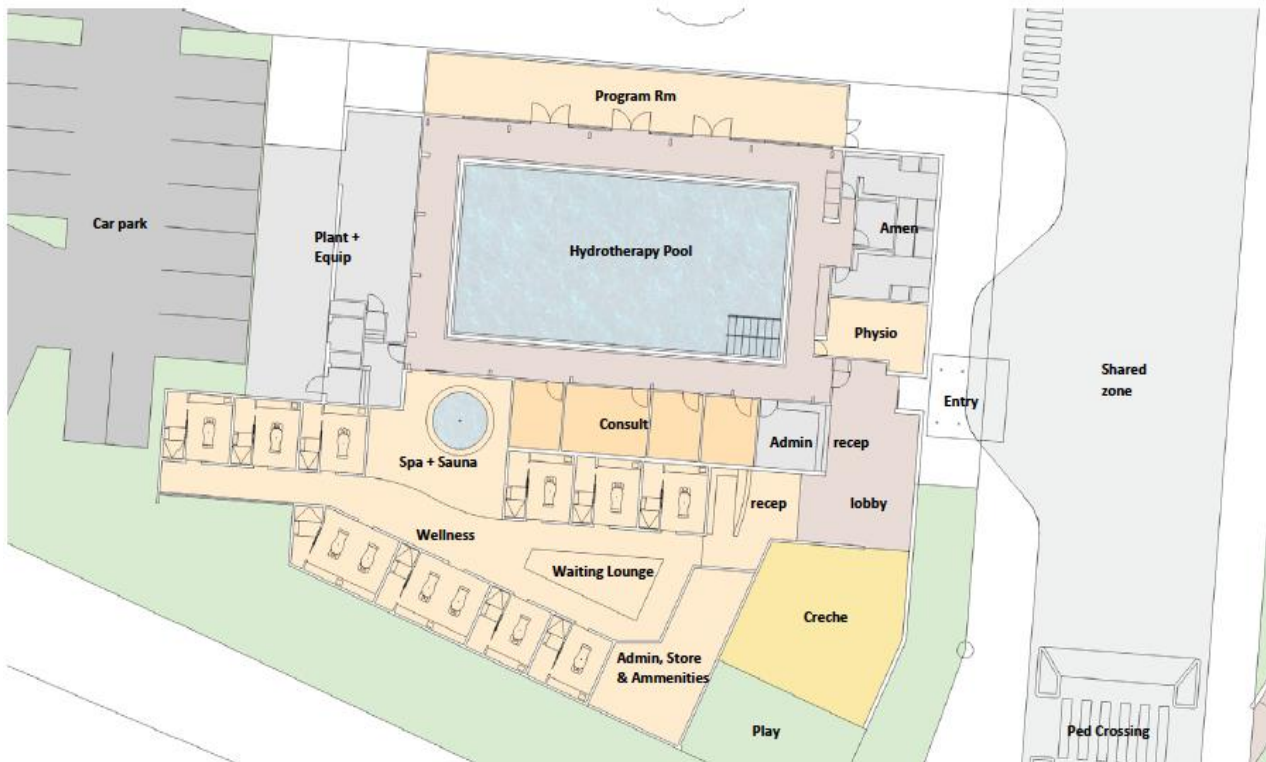 Program Rm
Car park
Plant +
Equip
Hydrotherapy Pool
Amen
Physio
Shared
zone
Entry
Consult
Admin
recep
Spa + Sauna
recep
lobby
Wellness
Waiting Lounge
Creche
Admin, Store
& Ammenities
Play
Ped Crossing